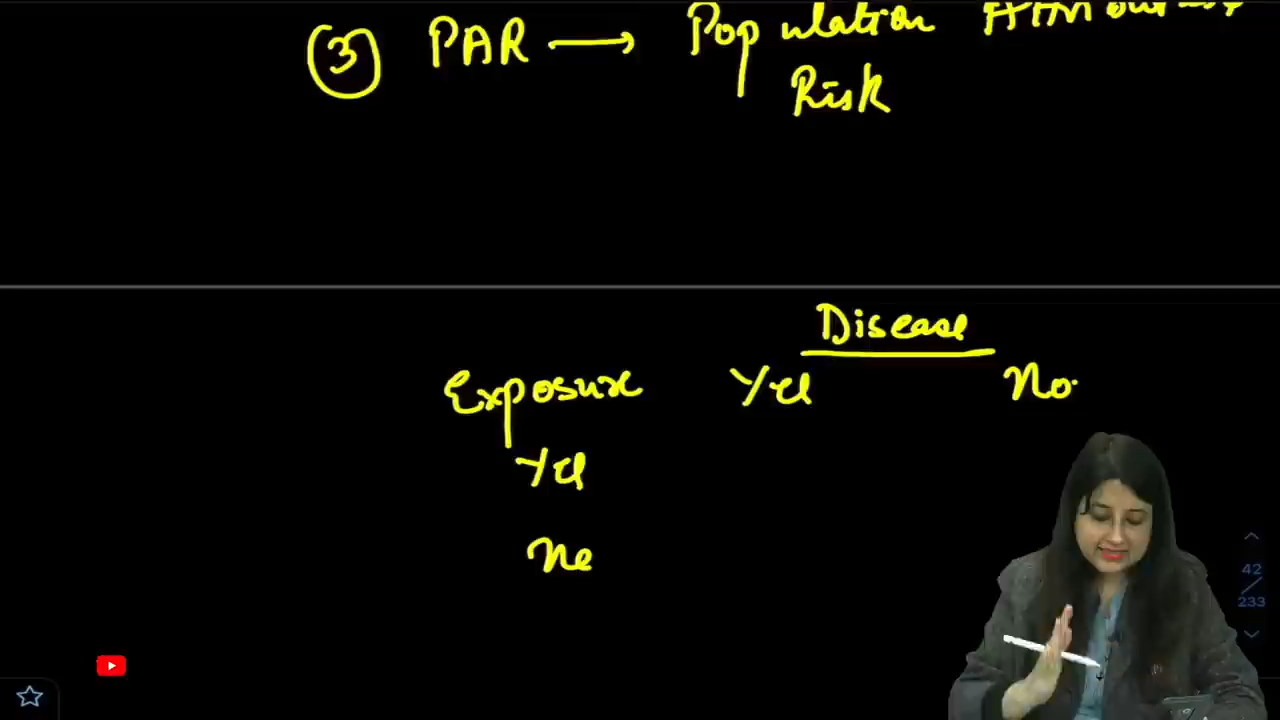 3 PAR → Population
Risk
Disease
Exposure Yes No.
Yes
No
42
233